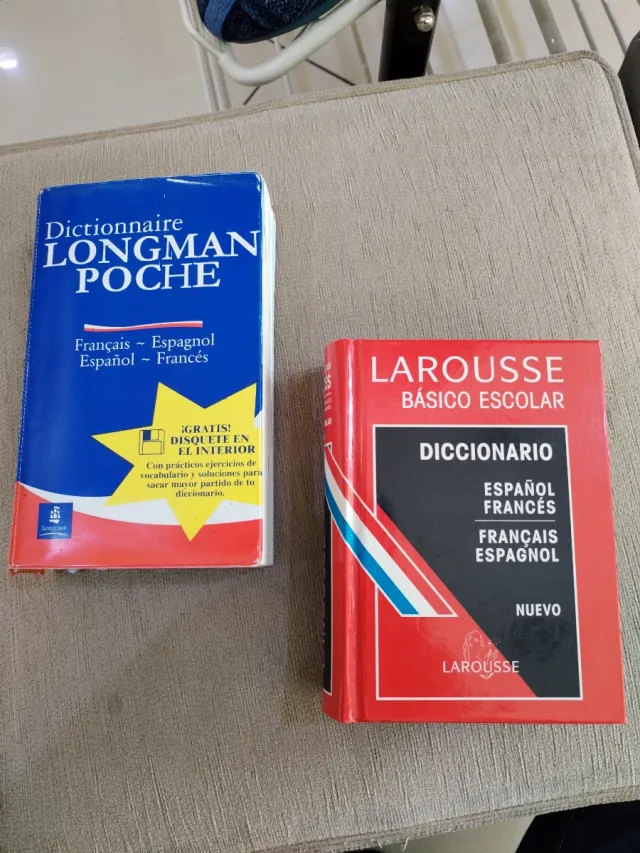 Dictionnaire
LONGMAN
POCHE
Français ~ Espagnol
Español ~ Francés
¡GRATIS!
DISQUETE EN
EL INTERIOR
Con prácticos ejercicios de
vocabulario y soluciones para
sacar mayor partido de tu
diccionario.
Longman
LAROUSSE
BÁSICO ESCOLAR
DICCIONARIO
ESPAÑOL
FRANCÉS
FRANÇAIS
ESPAGNOL
NUEVO
LAROUSSE